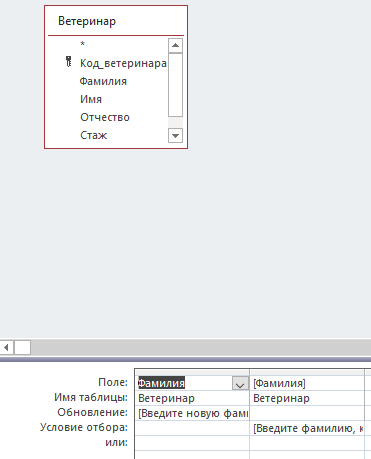 Ветеринар
*
Код_ветеринара
Фамилия
Имя
Отчество
Стаж
Поле: Фамилия [Фамилия]
Имя таблицы: Ветеринар Ветеринар
Обновление: [Введите новую
Условие отбора: [Введите фамилию,
или: